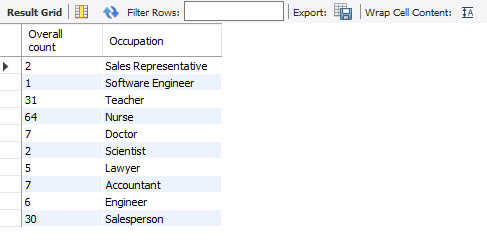 Result Grid Filter Rows: Export: Wrap Cell Content:
Overall count Occupation
2 Sales Representative
1 Software Engineer
31 Teacher
64 Nurse
7 Doctor
2 Scientist
5 Lawyer
7 Accountant
6 Engineer
30 Salesperson